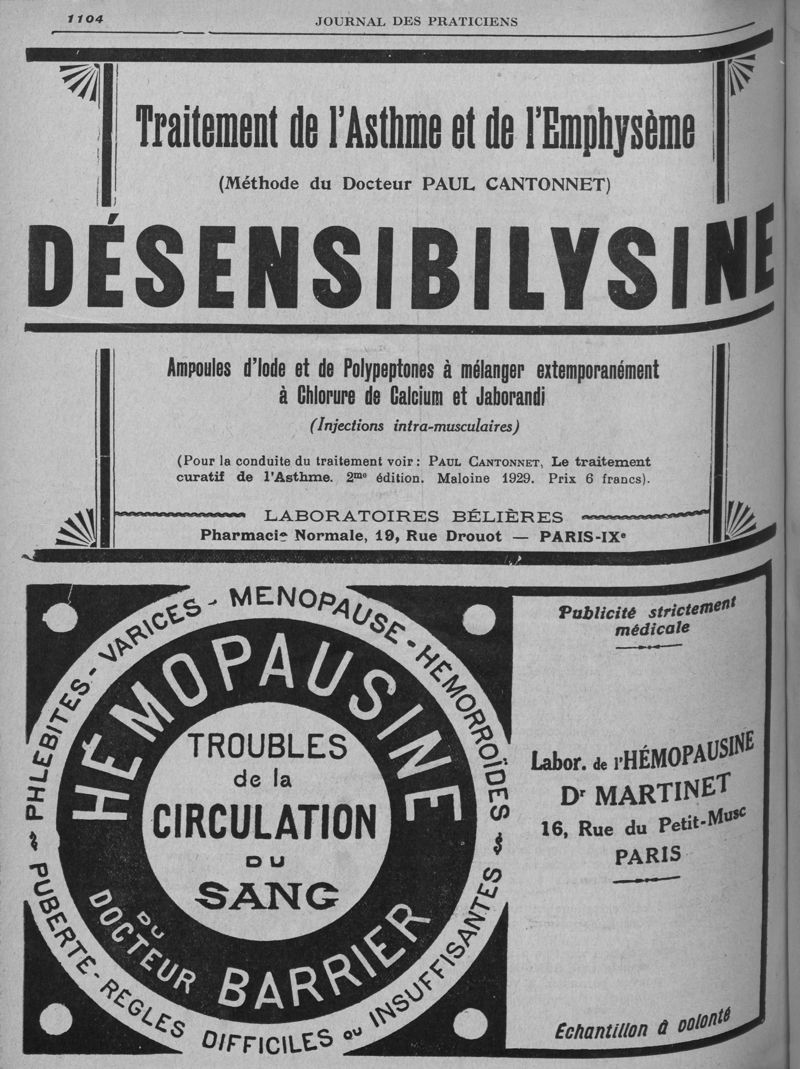 1104
JOURNAL DES PRATICIENS
Traitement de l'Asthme et de l'Emphysème
(Méthode du Docteur PAUL CANTONNET)
DÉSENSIBILYSINE
Ampoules d'Iode et de Polypeptones à mélanger extemporanément
à Chlorure de Calcium et Jaborandi
(Injections intra-musculaires)
(Pour la conduite du traitement voir : PAUL CANTONNET, Le traitement
curatif de l'Asthme. 2me édition. Maloine 1929. Prix 6 francs).
LABORATOIRES BÉLIÈRES
Pharmacie Normale, 19, Rue Drouot — PARIS-IXe
PHLEBITES - VARICES - MENOPAUSE - HÉMORROÏDES
HÉMOPAUSINE
TROUBLES
de la
CIRCULATION
DU
SANG
DU
DOCTEUR
BARRIER
PUBERTÉ - RÈGLES DIFFICILES ou INSUFFISANTES
Publicité strictement
médicale
Labor. de l'HÉMOPAUSINE
Dr MARTINET
16, Rue du Petit-Musc
PARIS
Echantillon à volonté